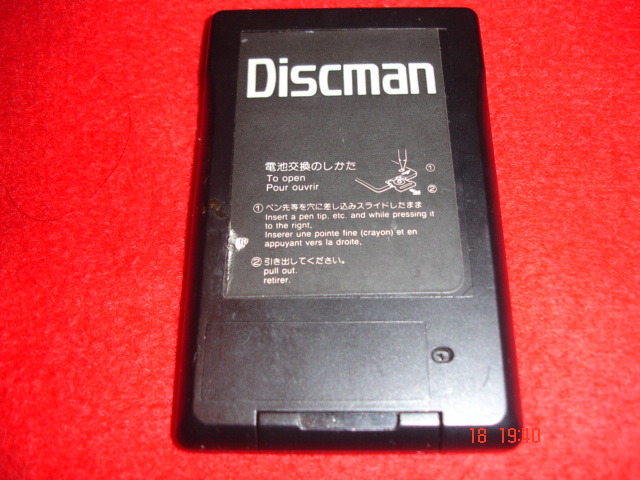 Discman
電池交換のしかた
To open
Pour ouvrir
①
②
①ペン先等を穴に差し込みスライドしたまま
Insert a pen tip, etc. and while pressing it
to the right,
Inserer une pointe fine (crayon) et en
appuyant vers la droite,
②引き出してください。
pull out.
retirer.
18 19:40